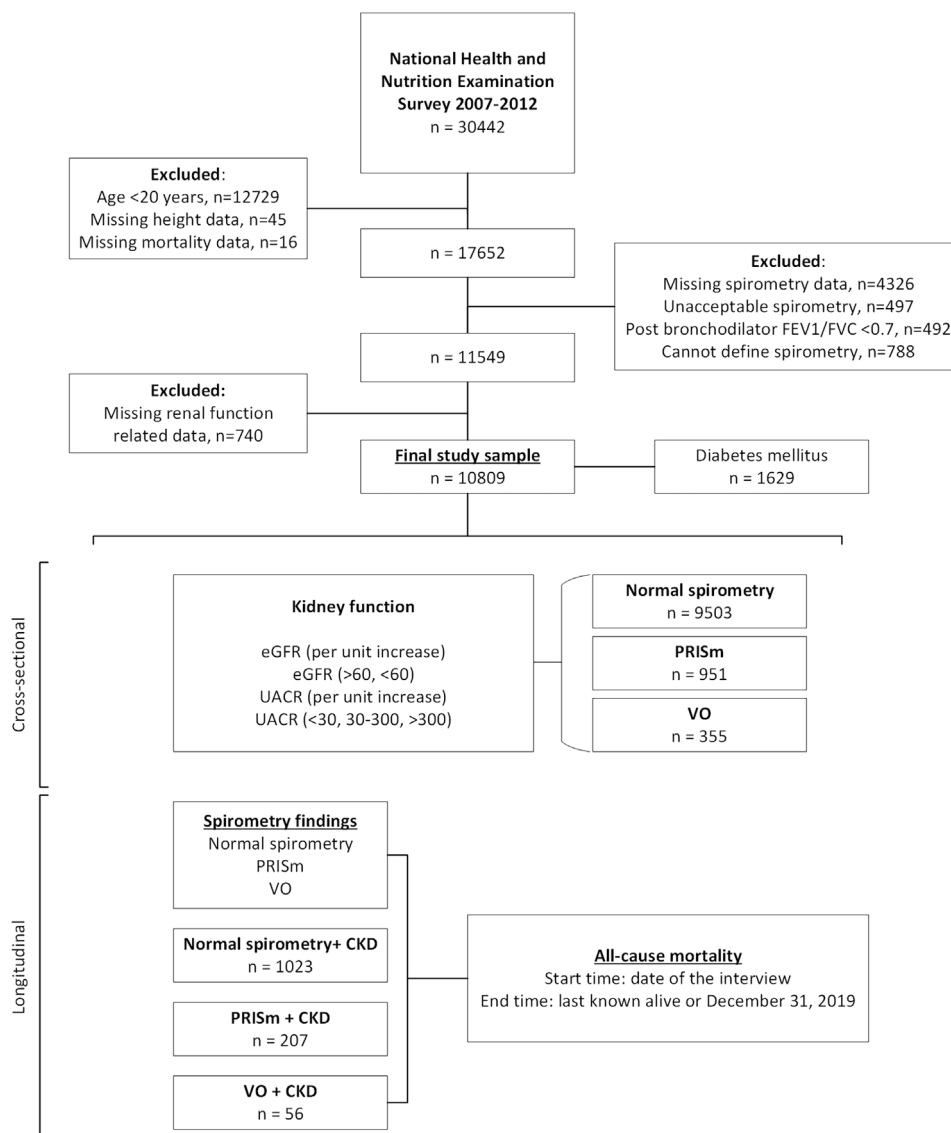 National Health and
Nutrition Examination
Survey 2007-2012
n = 30442
Excluded:
Age <20 years, n=12729
Missing height data, n=45
Missing mortality data, n=16
n = 17652
Excluded:
Missing spirometry data, n=4326
Unacceptable spirometry, n=497
Post bronchodilator FEV1/FVC <0.7, n=492
Cannot define spirometry, n=788
n = 11549
Excluded:
Missing renal function
related data, n=740
Final study sample
n = 10809
Diabetes mellitus
n = 1629
Cross-sectional
Kidney function
eGFR (per unit increase)
eGFR (>60, <60)
UACR (per unit increase)
UACR (<30, 30-300, >300)
Normal spirometry
n = 9503
PRISm
n = 951
VO
n = 355
Longitudinal
Spirometry findings
Normal spirometry
PRISm
VO
Normal spirometry+ CKD
n = 1023
PRISm + CKD
n = 207
VO + CKD
n = 56
All-cause mortality
Start time: date of the interview
End time: last known alive or December 31, 2019